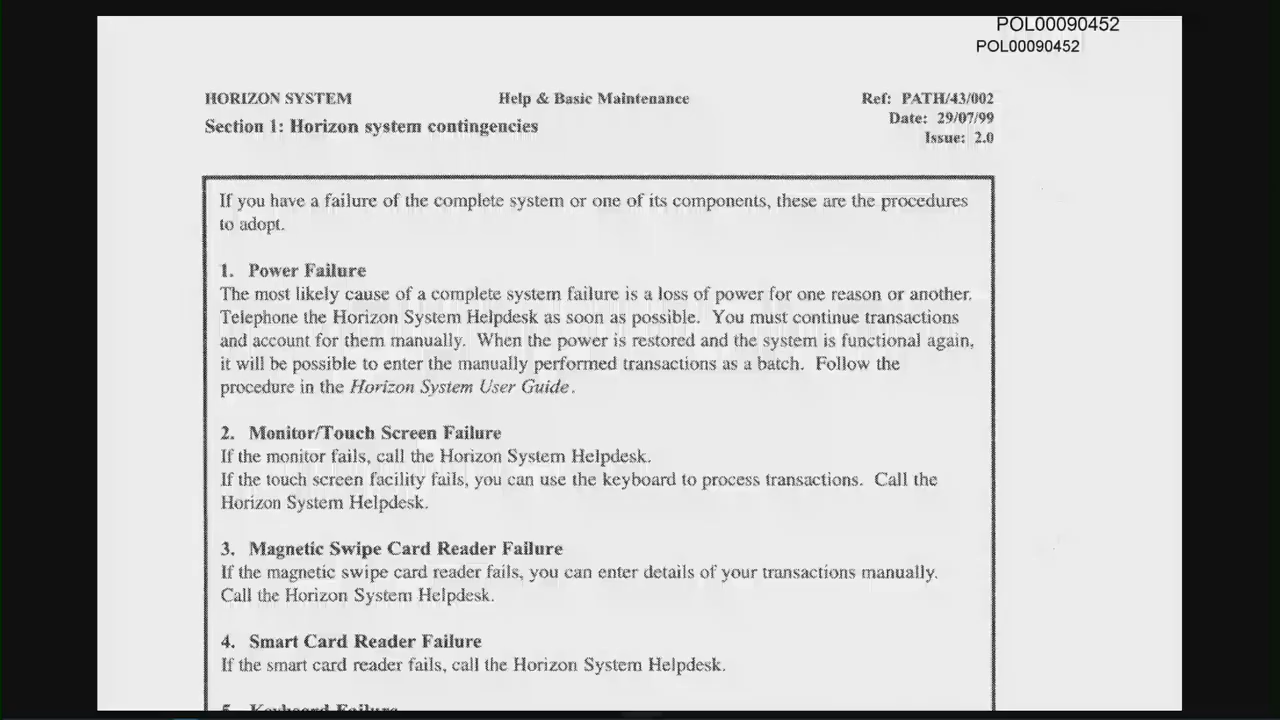 POL00090452
POL00090452
HORIZON SYSTEM Help & Basic Maintenance Ref: PATH/43/002
Section 1: Horizon system contingencies Date: 29/07/99
Issue: 2.0
If you have a failure of the complete system or one of its components, these are the procedures
to adopt.
1. Power Failure
The most likely cause of a complete system failure is a loss of power for one reason or another.
Telephone the Horizon System Helpdesk as soon as possible. You must continue transactions
and account for them manually. When the power is restored and the system is functional again,
it will be possible to enter the manually performed transactions as a batch. Follow the
procedure in the Horizon System User Guide.
2. Monitor/Touch Screen Failure
If the monitor fails, call the Horizon System Helpdesk.
If the touch screen facility fails, you can use the keyboard to process transactions. Call the
Horizon System Helpdesk.
3. Magnetic Swipe Card Reader Failure
If the magnetic swipe card reader fails, you can enter details of your transactions manually.
Call the Horizon System Helpdesk.
4. Smart Card Reader Failure
If the smart card reader fails, call the Horizon System Helpdesk.
5. Keyboard Failure